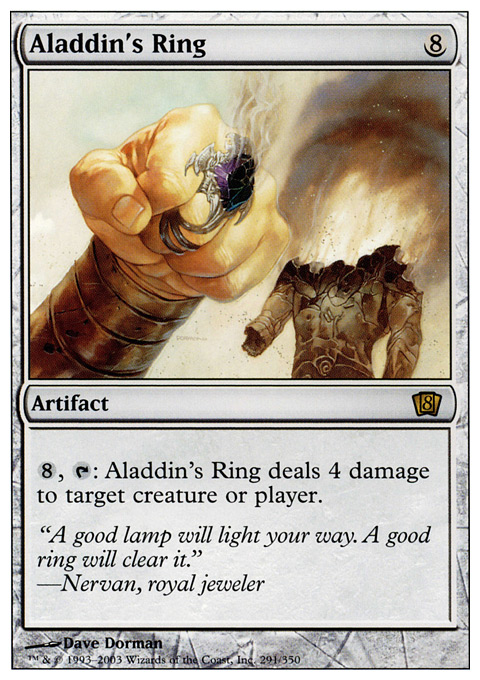 Aladdin's Ring 8
Artifact 8
8, : Aladdin's Ring deals 4 damage
to target creature or player.
"A good lamp will light your way. A good
ring will clear it."
—Nervan, royal jeweler
Dave Dorman
™ & © 1993–2003 Wizards of the Coast, Inc. 291/350